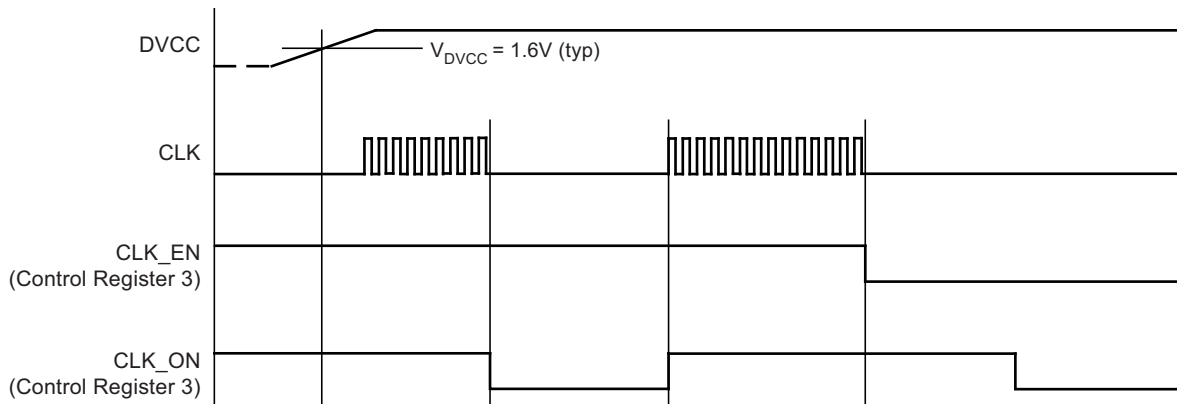 DVCC
V_DVCC = 1.6V (typ)
CLK
CLK_EN
(Control Register 3)
CLK_ON
(Control Register 3)